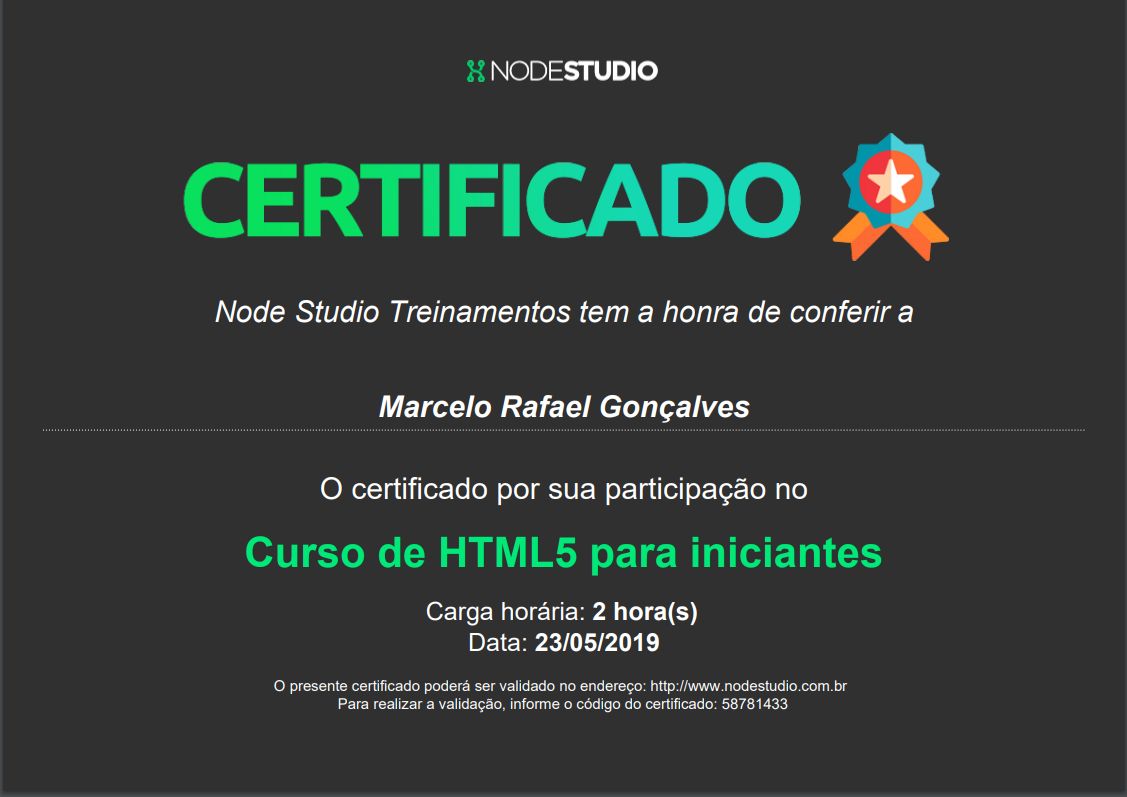 NODESTUDIO
CERTIFICADO
Node Studio Treinamentos tem a honra de conferir a
Marcelo Rafael Gonçalves
O certificado por sua participação no
Curso de HTML5 para iniciantes
Carga horária: 2 hora(s)
Data: 23/05/2019
O presente certificado poderá ser validado no endereço: http://www.nodestudio.com.br
Para realizar a validação, informe o código do certificado: 58781433